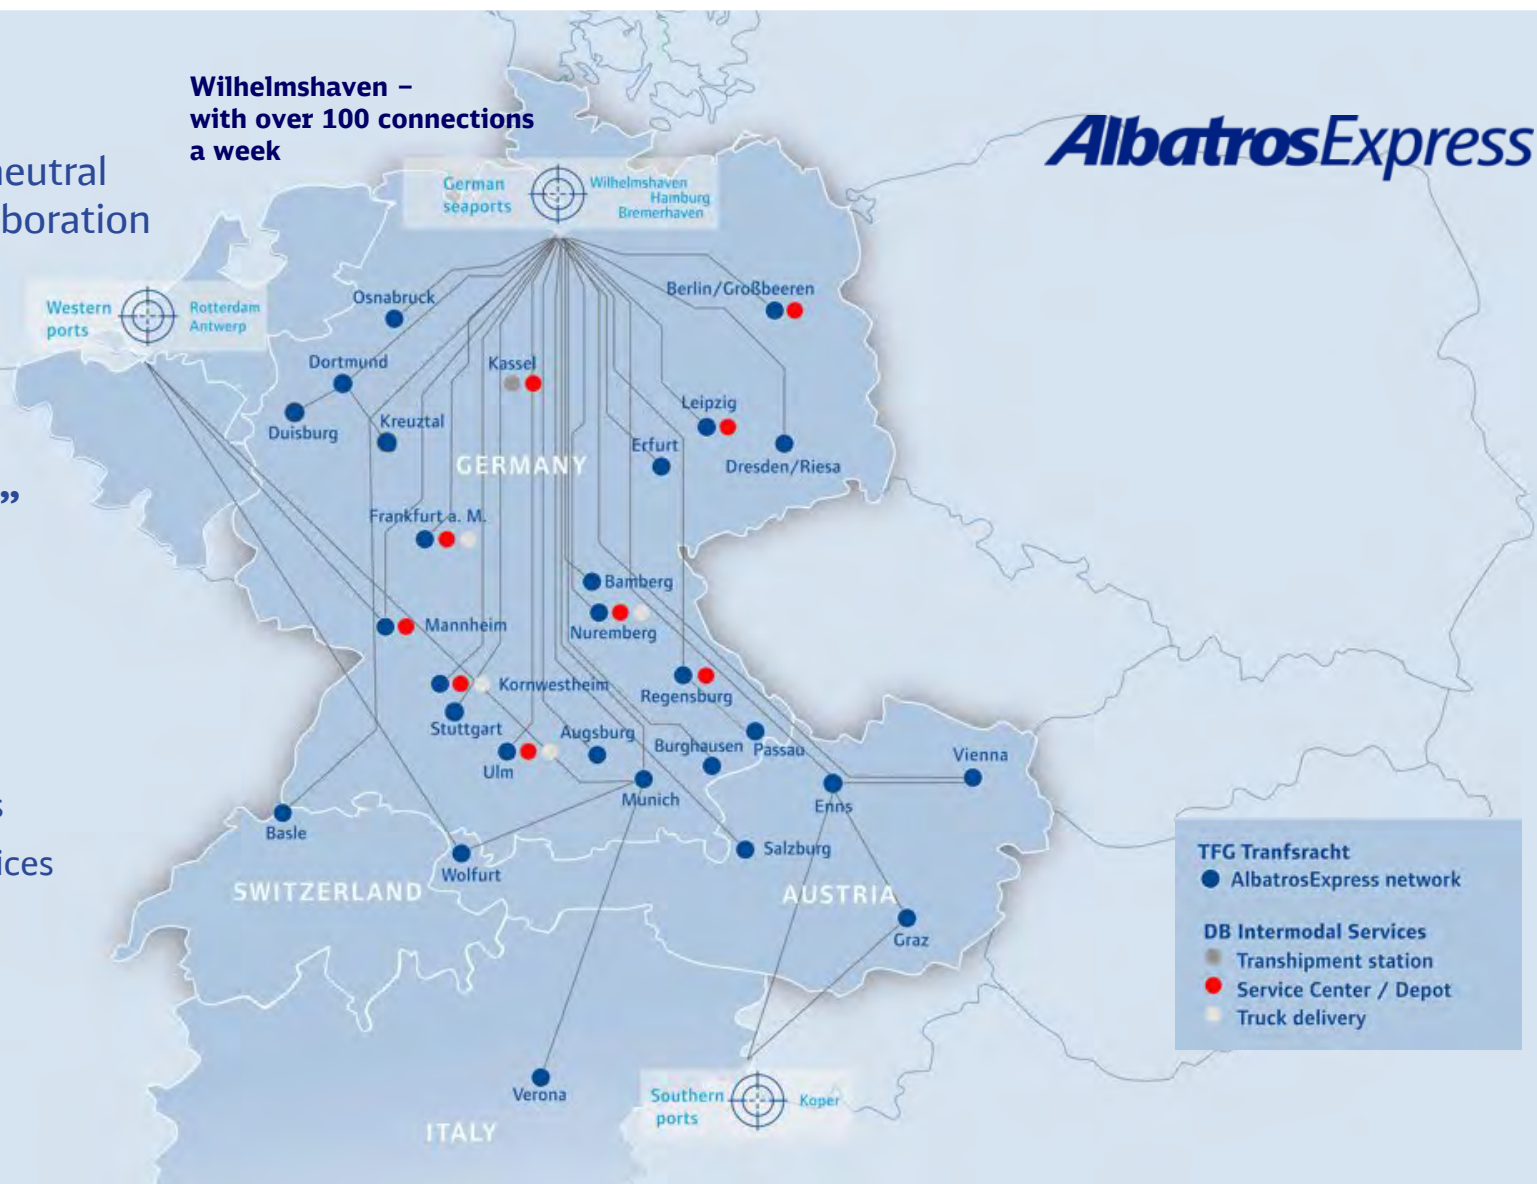 Wilhelmshaven –
with over 100 connections
a week
AlbatrosExpress
neutral
boration
”
s
ices
German
seaports
Wilhelmshaven
Hamburg
Bremerhaven
Western
ports
Rotterdam
Antwerp
Osnabruck
Berlin/Großbeeren
Dortmund
Kassel
Duisburg
Kreuztal
Leipzig
Erfurt
Dresden/Riesa
GERMANY
Frankfurt a. M.
Bamberg
Nuremberg
Mannheim
Kornwestheim
Regensburg
Stuttgart
Augsburg
Burghausen
Passau
Vienna
Ulm
Munich
Enns
Basle
Salzburg
Wolfurt
SWITZERLAND
AUSTRIA
Graz
Verona
ITALY
Southern
ports
Koper
TFG Tranfsracht
AlbatrosExpress network
DB Intermodal Services
Transhipment station
Service Center / Depot
Truck delivery